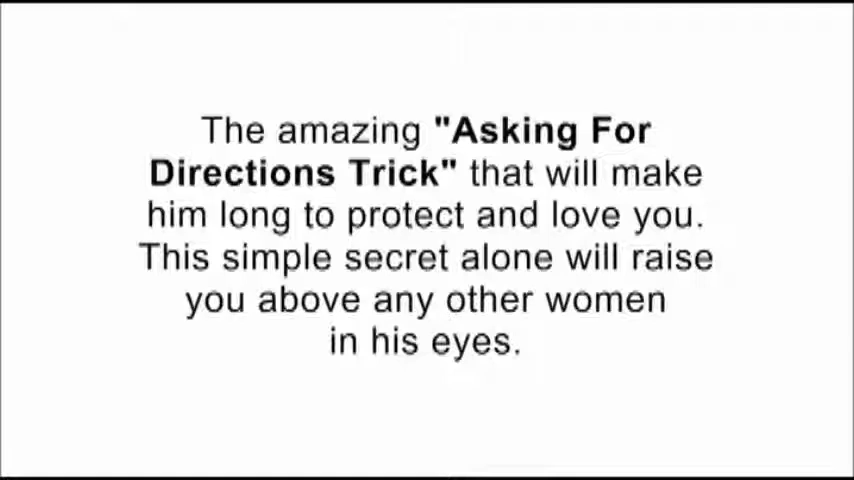 The amazing "Asking For
Directions Trick" that will make
him long to protect and love you.
This simple secret alone will raise
you above any other women
in his eyes.